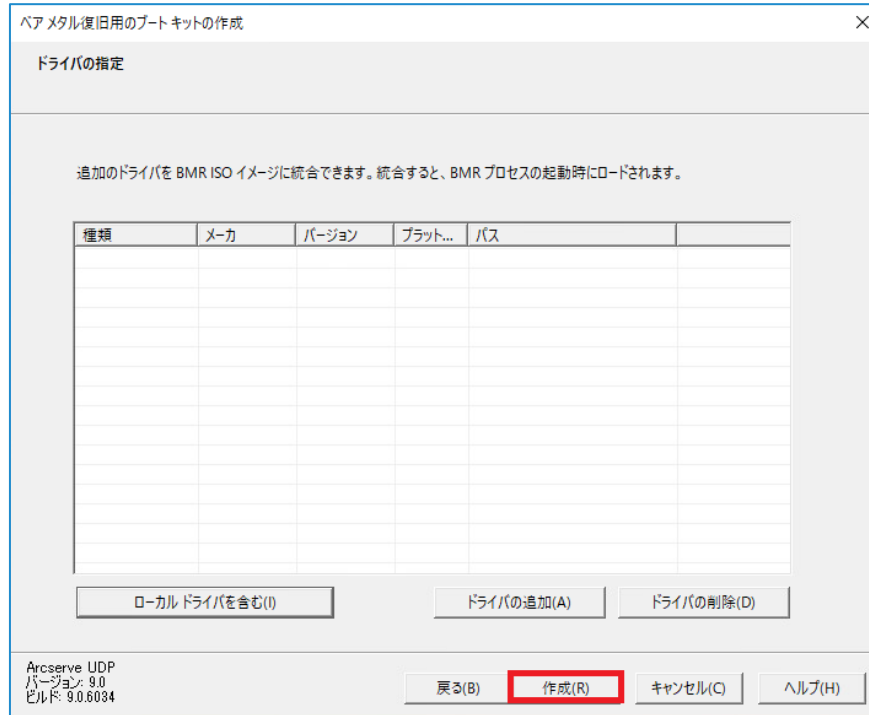 ベア メタル復旧用のブート キットの作成
ドライバの指定
追加のドライバを BMR ISO イメージに統合できます。統合すると、BMR プロセスの起動時にロードされます。
種類 メーカ バージョン プラット... パス
ローカル ドライバを含む(I) ドライバの追加(A) ドライバの削除(D)
Arcserve UDP
バージョン: 9.0
ビルド: 9.0.6034
戻る(B) 作成(R) キャンセル(C) ヘルプ(H)